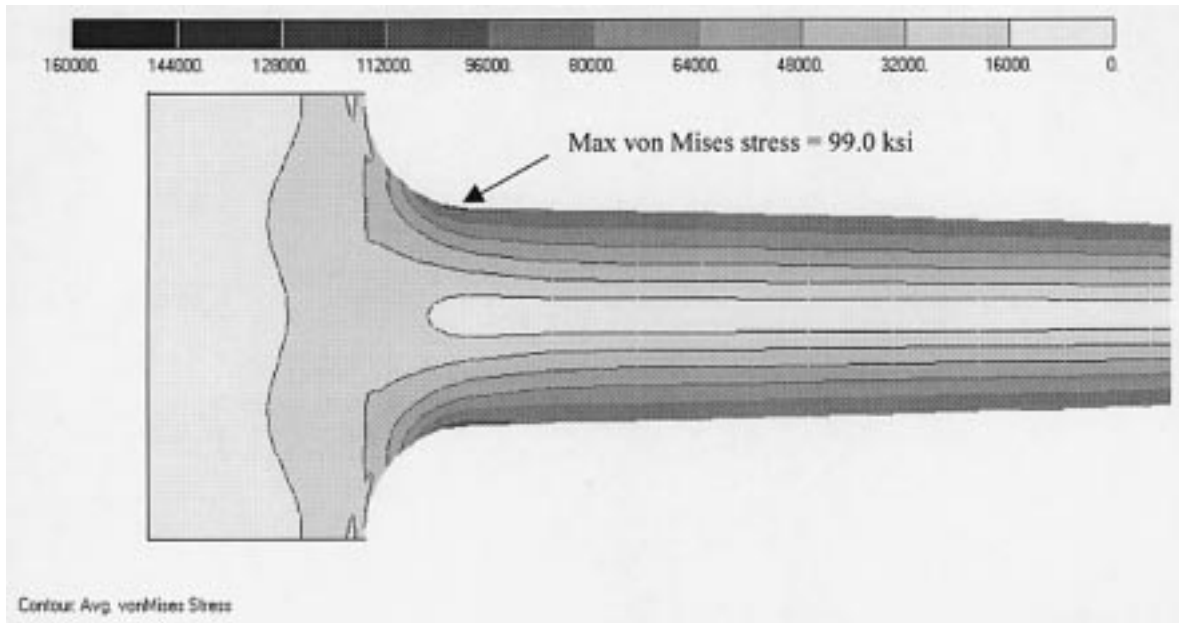 160000. 144000. 128000. 112000. 96000. 80000. 64000. 48000. 32000. 16000. 0.
Max von Mises stress = 99.0 ksi
Contour: Avg. vonMises Stress